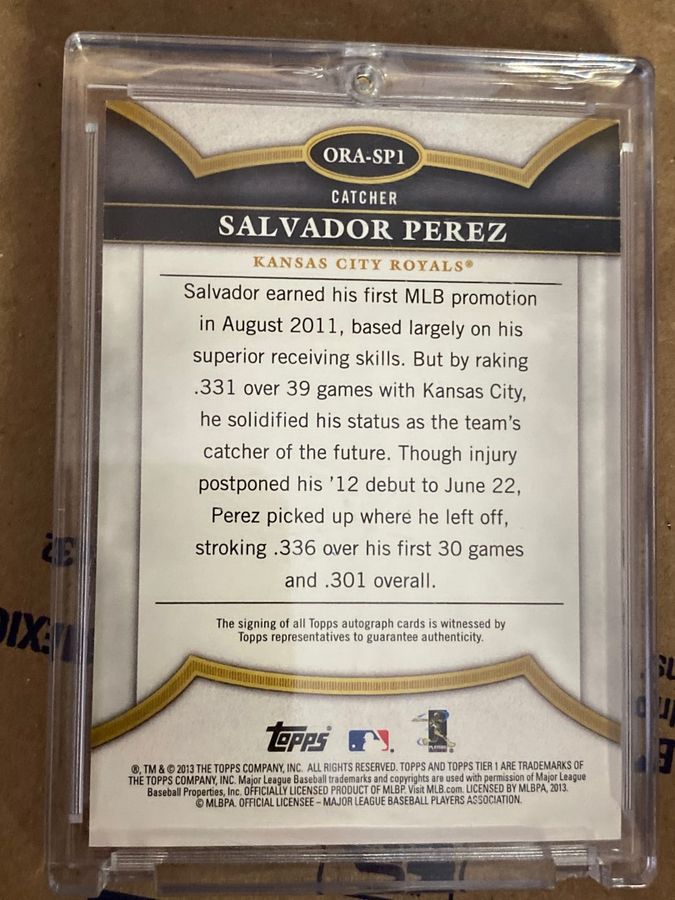 ORA-SP1
CATCHER
SALVADOR PEREZ
KANSAS CITY ROYALS®
Salvador earned his first MLB promotion
in August 2011, based largely on his
superior receiving skills. But by raking
.331 over 39 games with Kansas City,
he solidified his status as the team's
catcher of the future. Though injury
postponed his '12 debut to June 22,
Perez picked up where he left off,
stroking .336 over his first 30 games
and .301 overall.
The signing of all Topps autograph cards is witnessed by
Topps representatives to guarantee authenticity.
topps®
®, TM & © 2013 THE TOPPS COMPANY, INC. ALL RIGHTS RESERVED. TOPPS AND TOPPS TIER 1 ARE TRADEMARKS OF
THE TOPPS COMPANY, INC. Major League Baseball trademarks and copyrights are used with permission of Major League
Baseball Properties, Inc. OFFICIALLY LICENSED PRODUCT OF MLBP. Visit MLB.com. LICENSED BY MLBPA, 2013.
© MLBPA. OFFICIAL LICENSEE – MAJOR LEAGUE BASEBALL PLAYERS ASSOCIATION.